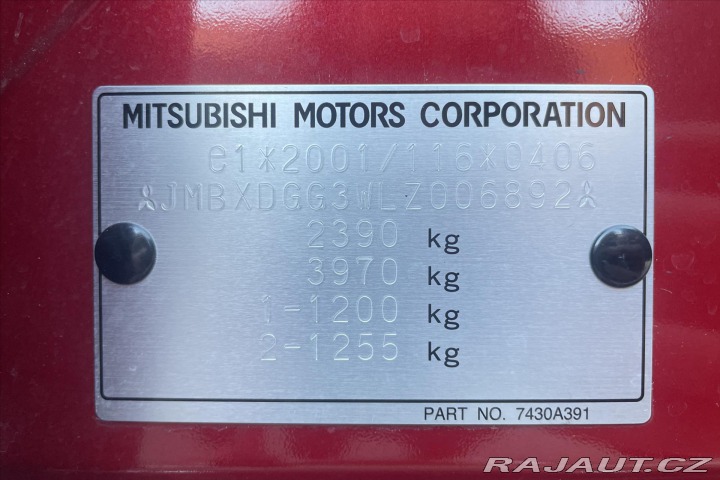 MITSUBISHI MOTORS CORPORATION
e1*2001/116*0406
JMBXDGG3WLZ006892
2390 kg
3970 kg
1-1200 kg
2-1255 kg
PART NO. 7430A391
RAJAUT.CZ